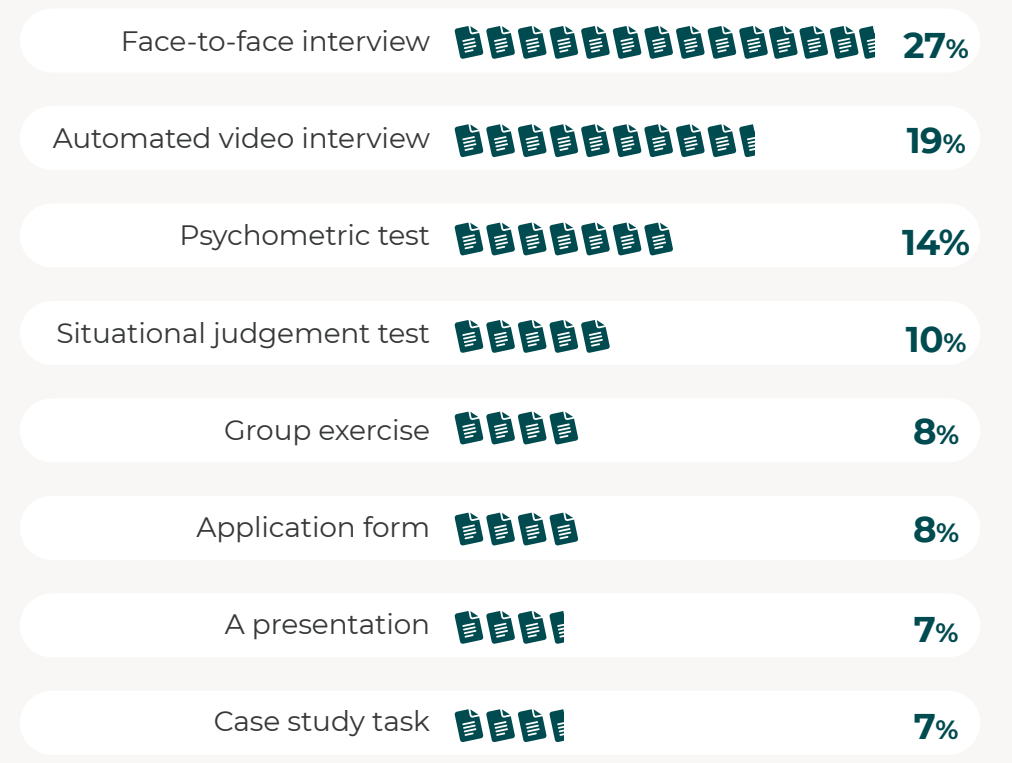 Face-to-face interview 27%
Automated video interview 19%
Psychometric test 14%
Situational judgement test 10%
Group exercise 8%
Application form 8%
A presentation 7%
Case study task 7%